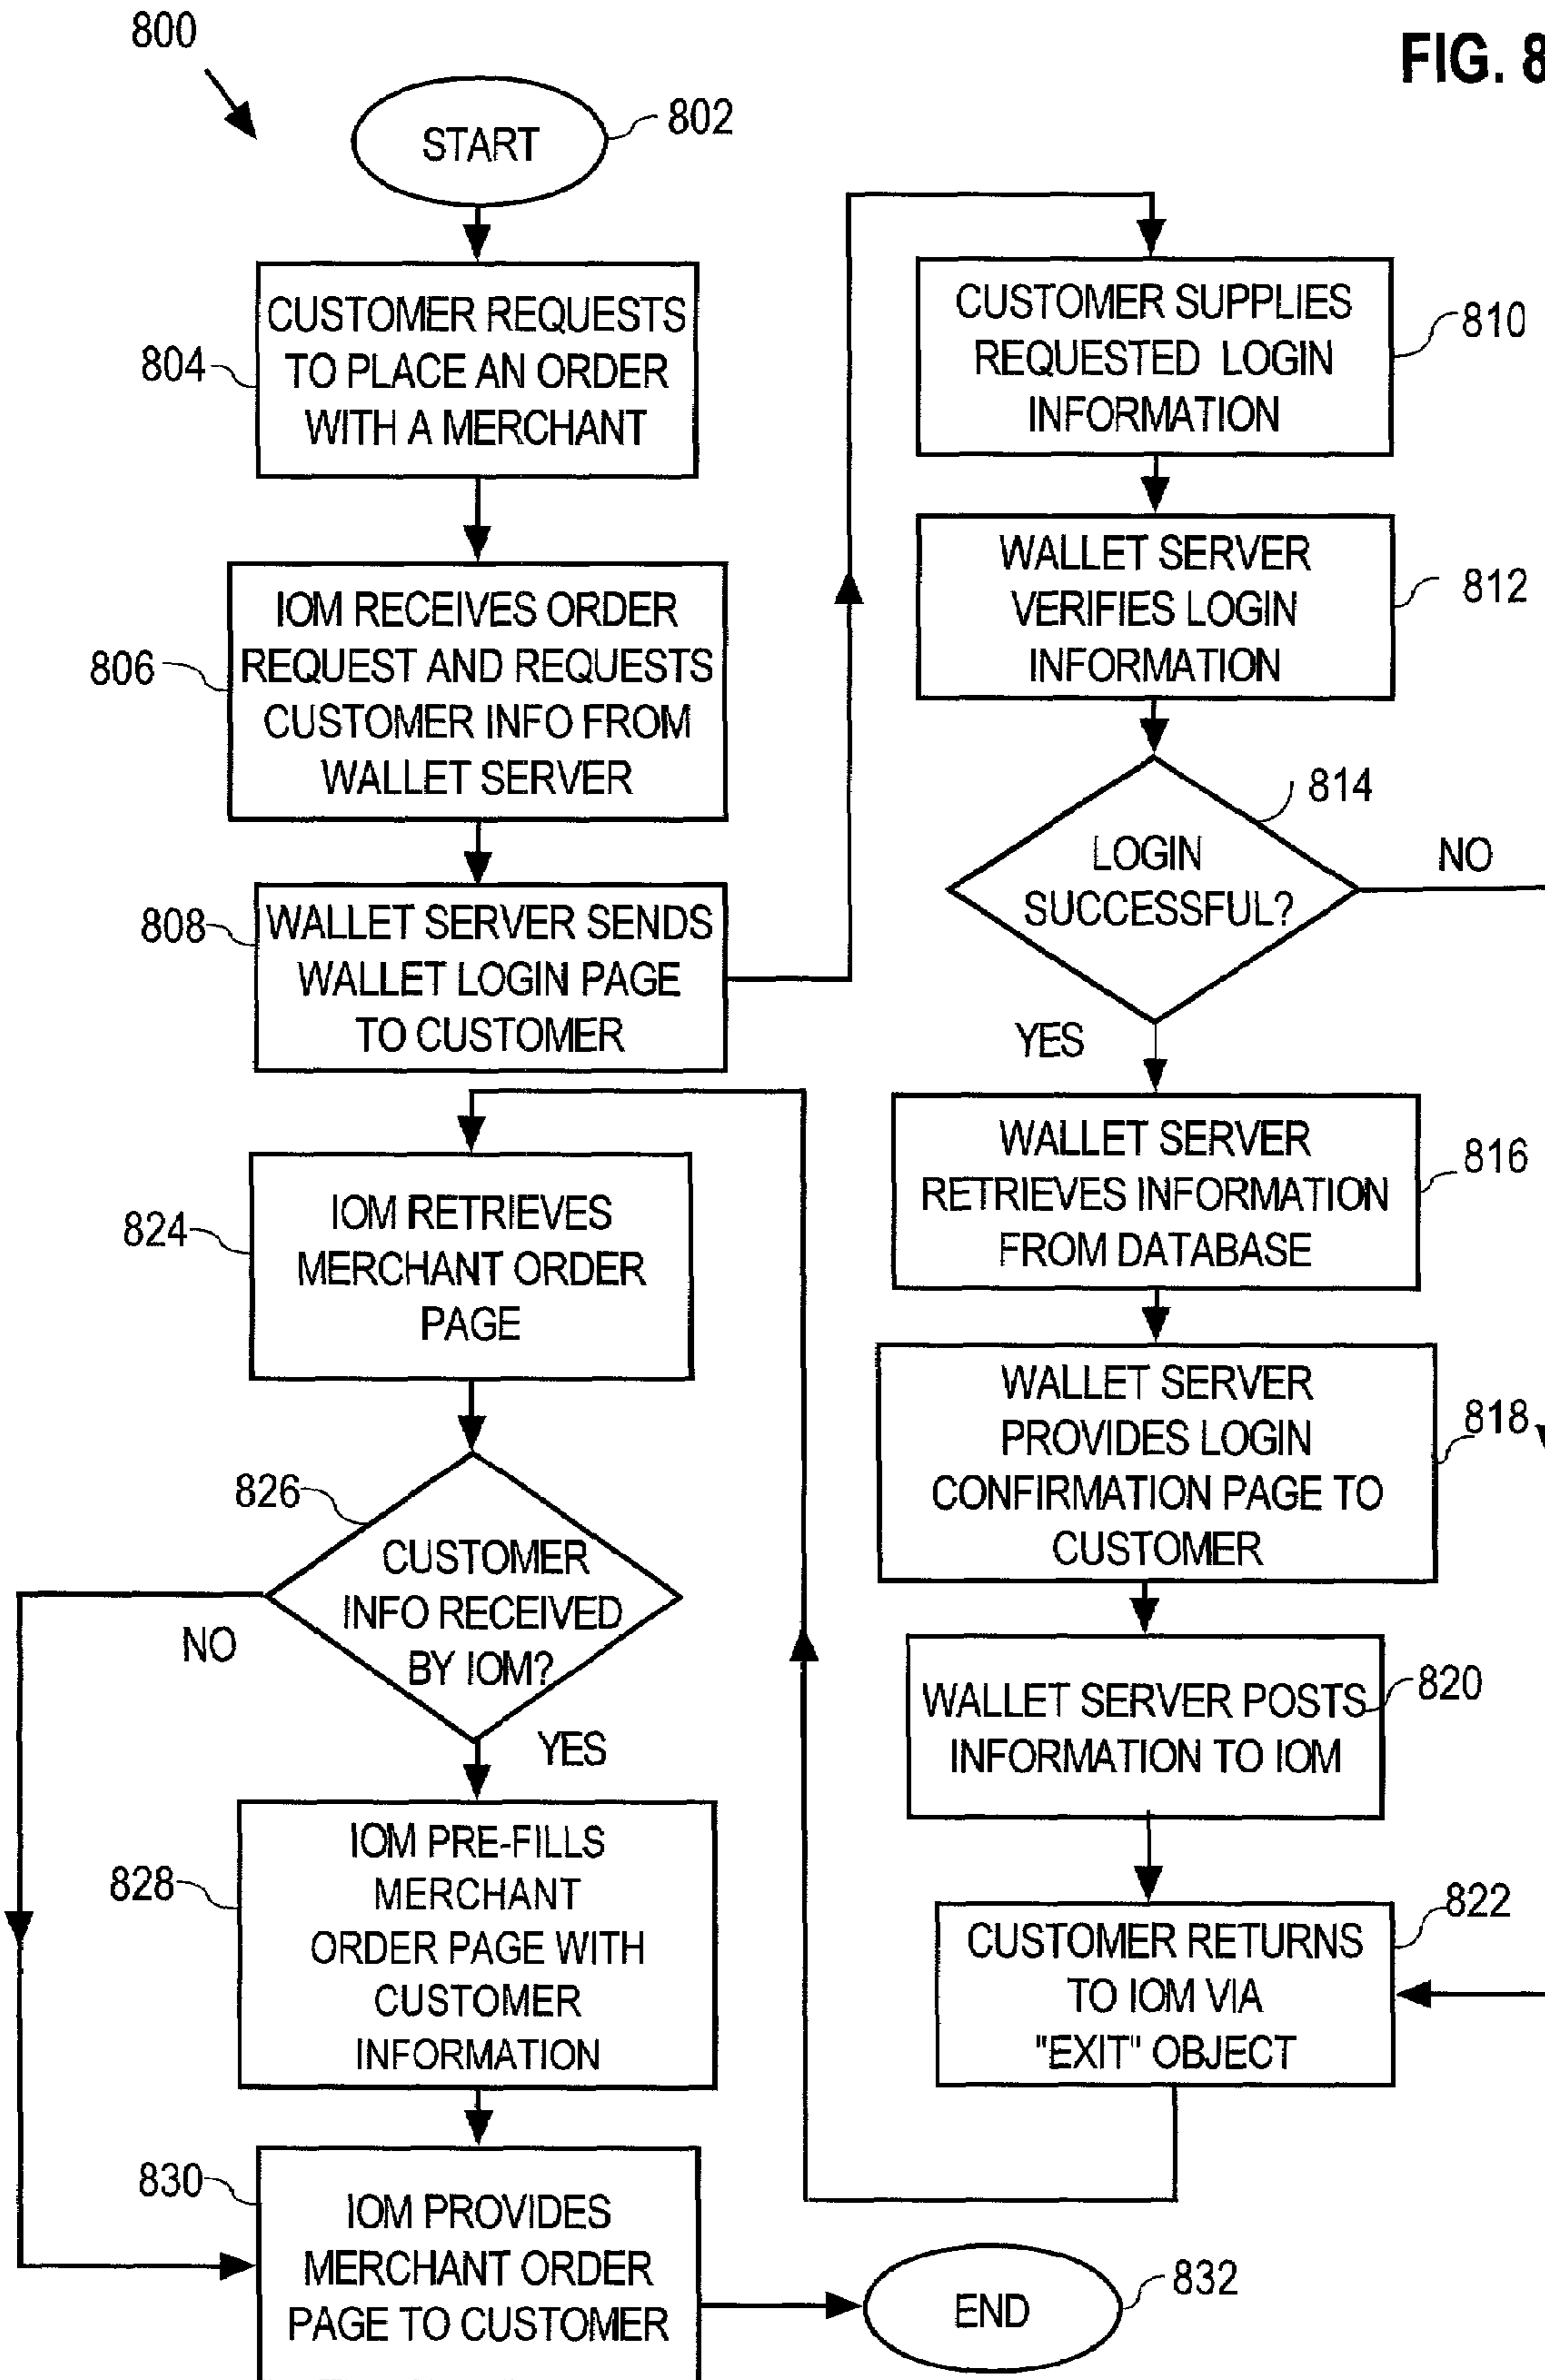 800
FIG. 8
START
802
804
CUSTOMER REQUESTS
TO PLACE AN ORDER
WITH A MERCHANT
806
IOM RECEIVES ORDER
REQUEST AND REQUESTS
CUSTOMER INFO FROM
WALLET SERVER
808
WALLET SERVER SENDS
WALLET LOGIN PAGE
TO CUSTOMER
CUSTOMER SUPPLIES
REQUESTED LOGIN
INFORMATION
810
WALLET SERVER
VERIFIES LOGIN
INFORMATION
812
814
LOGIN
SUCCESSFUL?
NO
YES
WALLET SERVER
RETRIEVES INFORMATION
FROM DATABASE
816
WALLET SERVER
PROVIDES LOGIN
CONFIRMATION PAGE TO
CUSTOMER
818
WALLET SERVER POSTS
INFORMATION TO IOM
820
CUSTOMER RETURNS
TO IOM VIA
"EXIT" OBJECT
822
824
IOM RETRIEVES
MERCHANT ORDER
PAGE
826
CUSTOMER
INFO RECEIVED
BY IOM?
NO
YES
828
IOM PRE-FILLS
MERCHANT
ORDER PAGE WITH
CUSTOMER
INFORMATION
830
IOM PROVIDES
MERCHANT ORDER
PAGE TO CUSTOMER
END
832